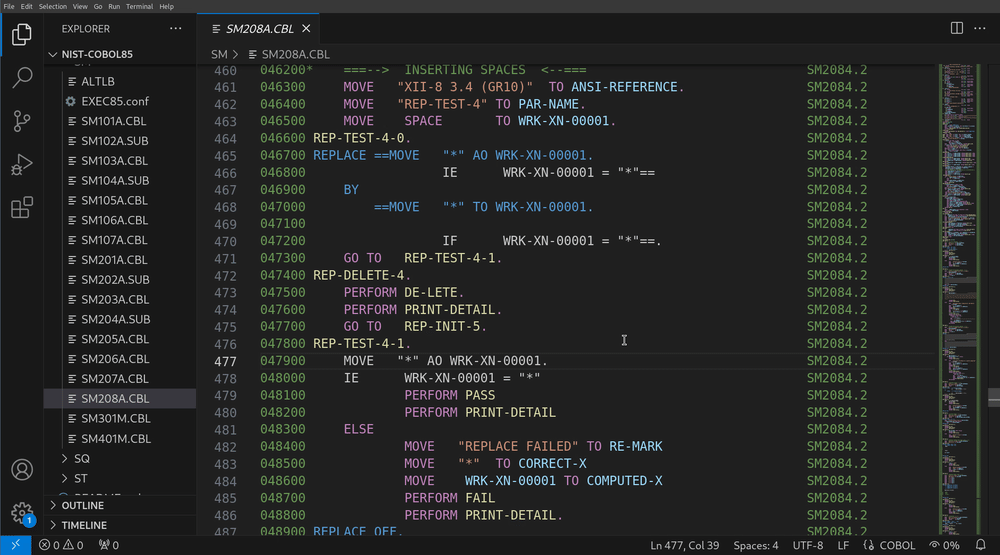 File Edit Selection View Go Run Terminal Help
EXPLORER ···
SM208A.CBL
NIST-COBOL85
SM > SM208A.CBL
ALTLB
EXEC85.conf
SM101A.CBL
SM102A.SUB
SM103A.CBL
SM104A.SUB
SM105A.CBL
SM106A.CBL
SM107A.CBL
SM201A.CBL
SM202A.SUB
SM203A.CBL
SM204A.SUB
SM205A.CBL
SM206A.CBL
SM207A.CBL
SM208A.CBL
SM301M.CBL
SM401M.CBL
SQ
ST
OUTLINE
TIMELINE
460 046200* ===--> INSERTING SPACES <--=== SM2084.2
461 046300 MOVE "XII-8 3.4 (GR10)" TO ANSI-REFERENCE. SM2084.2
462 046400 MOVE "REP-TEST-4" TO PAR-NAME. SM2084.2
463 046500 MOVE SPACE TO WRK-XN-00001. SM2084.2
464 046600 REP-TEST-4-0. SM2084.2
465 046700 REPLACE ==MOVE "*" AO WRK-XN-00001. SM2084.2
466 046800 IE WRK-XN-00001 = "*"== SM2084.2
467 046900 BY SM2084.2
468 047000 ==MOVE "*" TO WRK-XN-00001. SM2084.2
469 047100 SM2084.2
470 047200 IF WRK-XN-00001 = "*"==. SM2084.2
471 047300 GO TO REP-TEST-4-1. SM2084.2
472 047400 REP-DELETE-4. SM2084.2
473 047500 PERFORM DE-LETE. SM2084.2
474 047600 PERFORM PRINT-DETAIL. SM2084.2
475 047700 GO TO REP-INIT-5. SM2084.2
476 047800 REP-TEST-4-1. SM2084.2
477 047900 MOVE "*" AO WRK-XN-00001. SM2084.2
478 048000 IE WRK-XN-00001 = "*" SM2084.2
479 048100 PERFORM PASS SM2084.2
480 048200 PERFORM PRINT-DETAIL SM2084.2
481 048300 ELSE SM2084.2
482 048400 MOVE "REPLACE FAILED" TO RE-MARK SM2084.2
483 048500 MOVE "*" TO CORRECT-X SM2084.2
484 048600 MOVE WRK-XN-00001 TO COMPUTED-X SM2084.2
485 048700 PERFORM FAIL SM2084.2
486 048800 PERFORM PRINT-DETAIL. SM2084.2
487 048900 REPLACE OFF. SM2084.2
1
0 0 0 Ln 477, Col 39 Spaces: 4 UTF-8 LF {} COBOL 0%